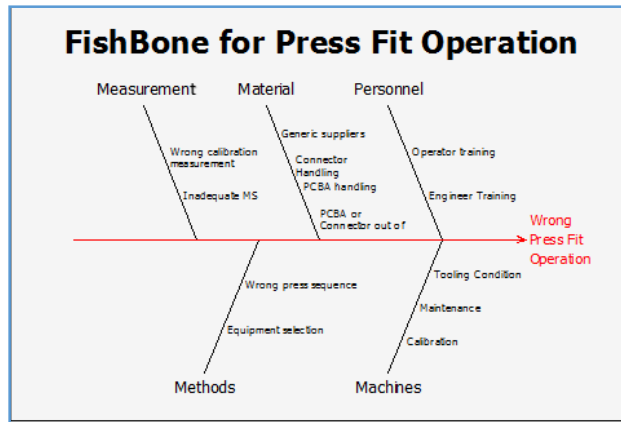 FishBone for Press Fit Operation
Measurement
Material
Personnel
Wrong calibration
measurement
Inadequate MS
Generic suppliers
Connector
Handling
PCBA handling
PCBA or
Connector out of
Operator training
Engineer Training
Wrong
Press Fit
Operation
Wrong press sequence
Equipment selection
Tooling Condition
Maintenance
Calibration
Methods
Machines